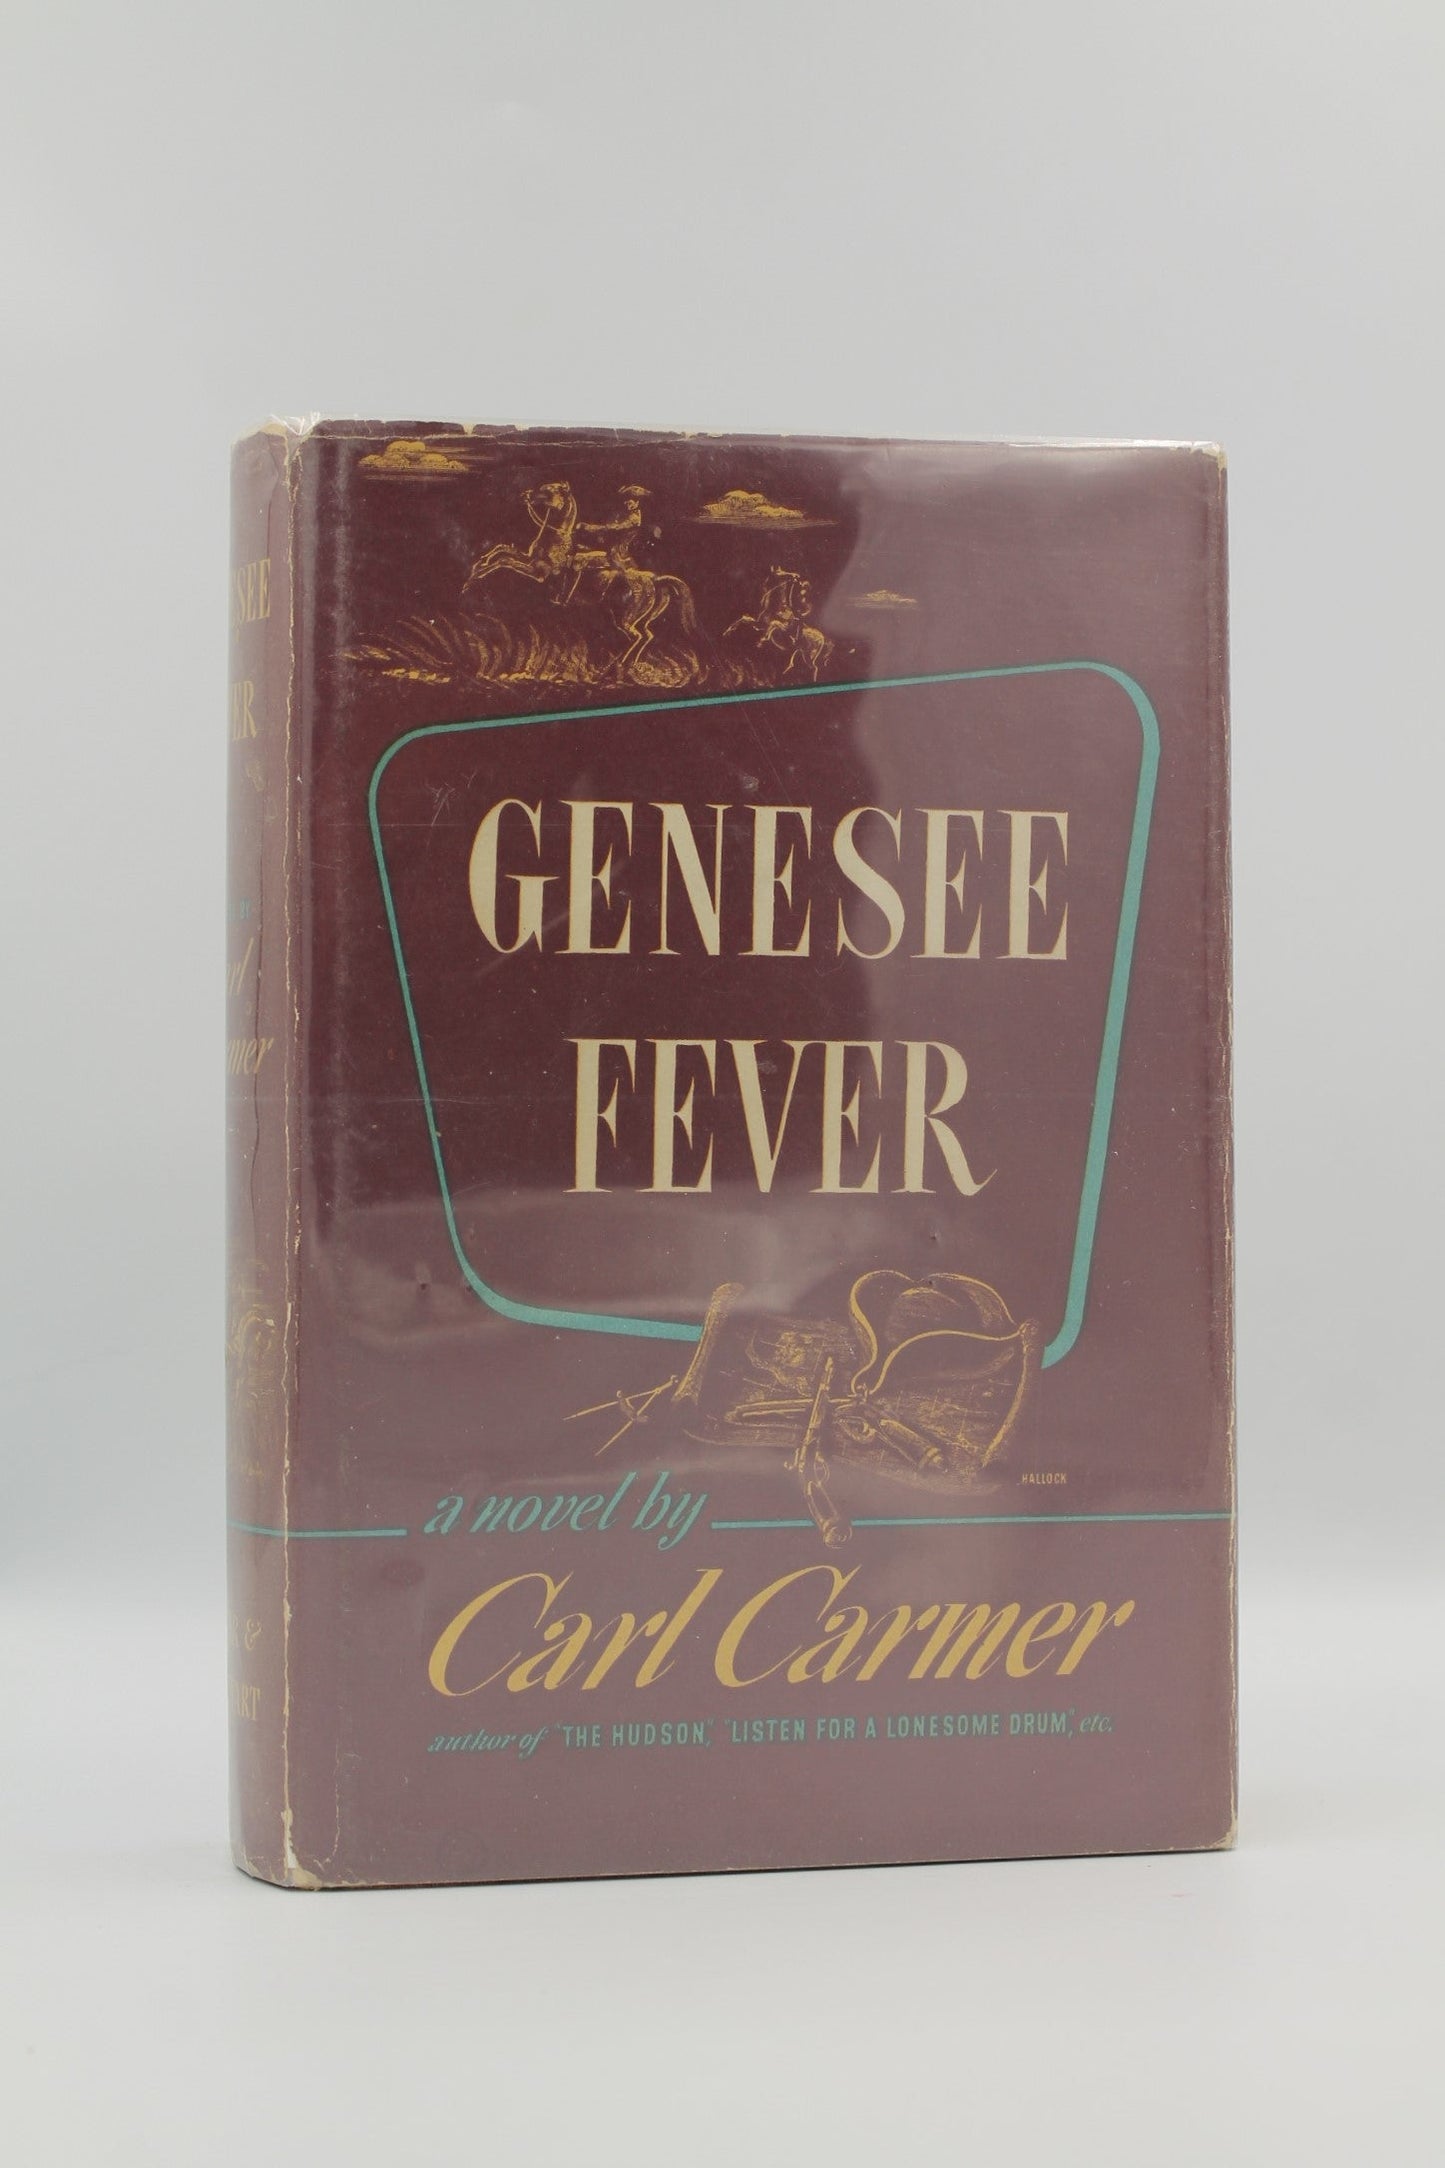 GENESEE
FEVER
HALLOCK
a novel by
Carl Carmer
author of "THE HUDSON," "LISTEN FOR A LONESOME DRUM," etc.